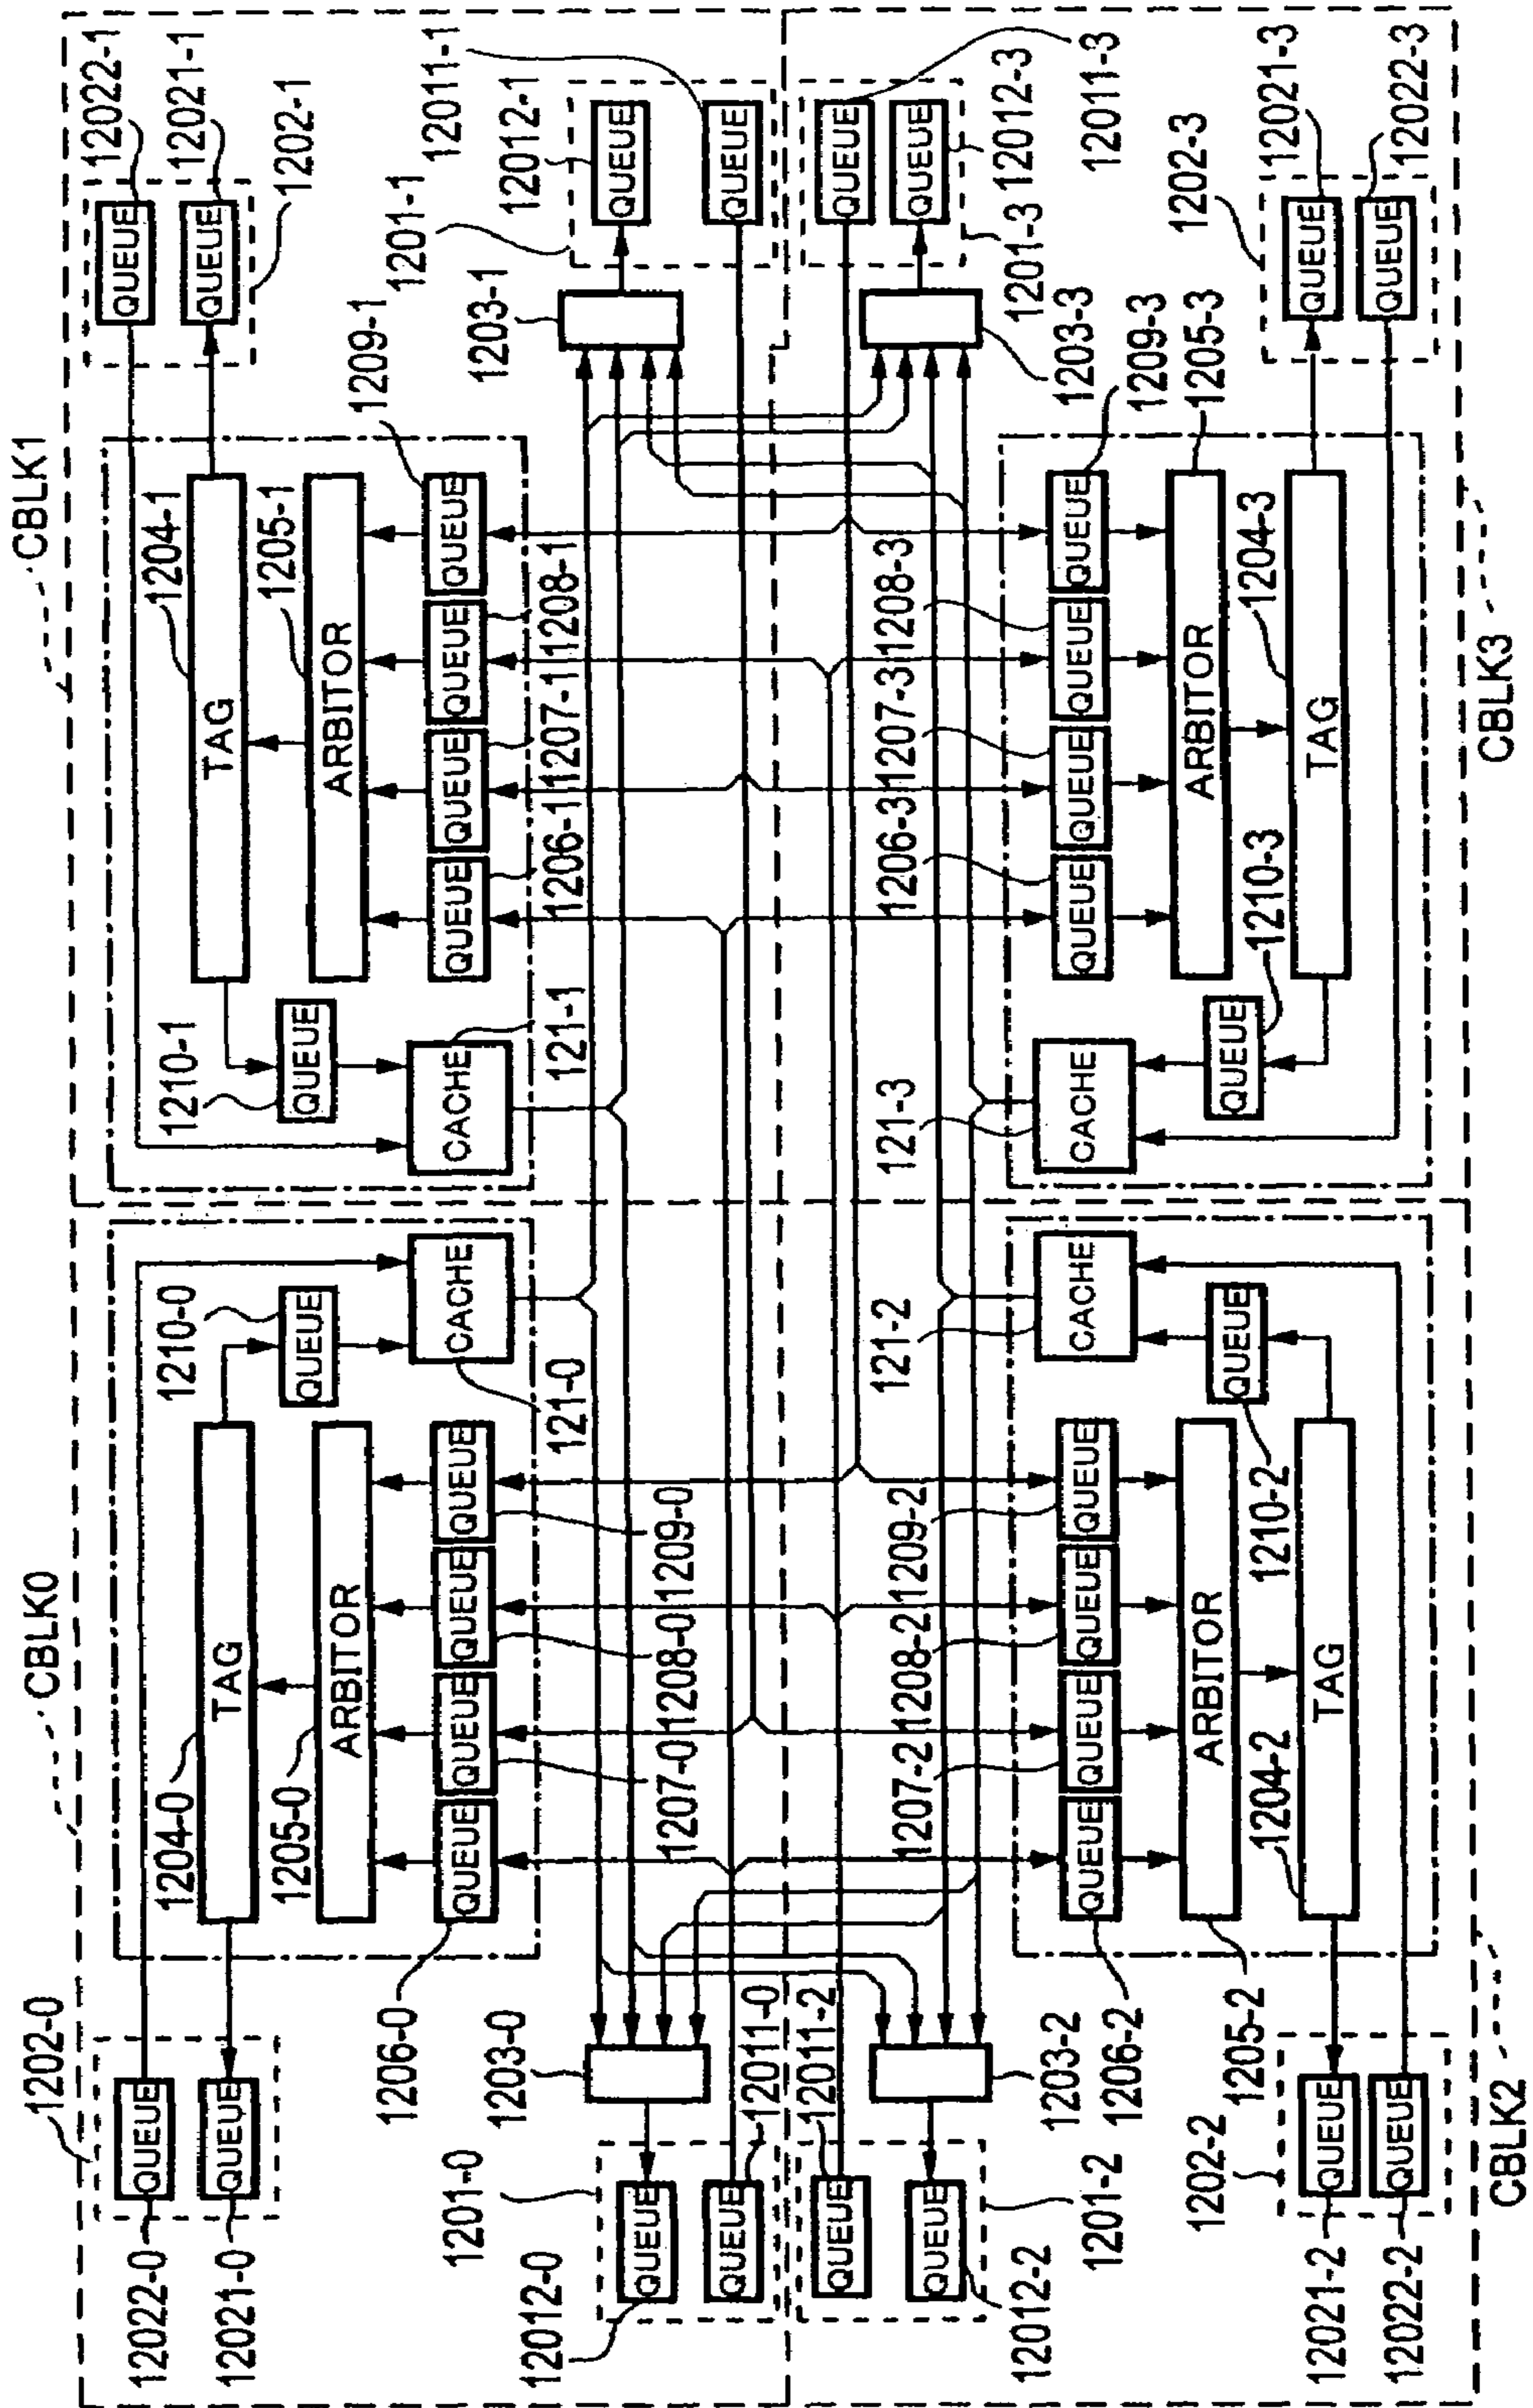 CBLK0
CBLK1
1202-0
12022-0
QUEUE
12021-0
QUEUE
1204-0
TAG
1205-0
ARBITOR
1210-0
QUEUE
CACHE
121-0
QUEUE
QUEUE
QUEUE
QUEUE
1206-0
1207-0
1208-0
1209-0
1203-0
1201-0
12012-0
QUEUE
12011-0
QUEUE
12022-1
QUEUE
12021-1
QUEUE
1202-1
1204-1
TAG
1205-1
ARBITOR
1210-1
QUEUE
CACHE
121-1
QUEUE
QUEUE
QUEUE
QUEUE
1206-1
1207-1
1208-1
1209-1
1203-1
1201-1
12012-1
QUEUE
12011-1
QUEUE
12011-2
QUEUE
QUEUE
12012-2
1201-2
1203-2
1206-2
1207-2
1208-2
1209-2
QUEUE
QUEUE
QUEUE
QUEUE
ARBITOR
1205-2
1204-2
TAG
121-2
CACHE
QUEUE
1210-2
1202-2
QUEUE
12021-2
QUEUE
12022-2
QUEUE
12011-3
QUEUE
12012-3
1201-3
1203-3
1206-3
1207-3
1208-3
1209-3
QUEUE
QUEUE
QUEUE
QUEUE
ARBITOR
1205-3
1204-3
TAG
121-3
CACHE
QUEUE
1210-3
1202-3
QUEUE
12021-3
QUEUE
12022-3
CBLK2
CBLK3